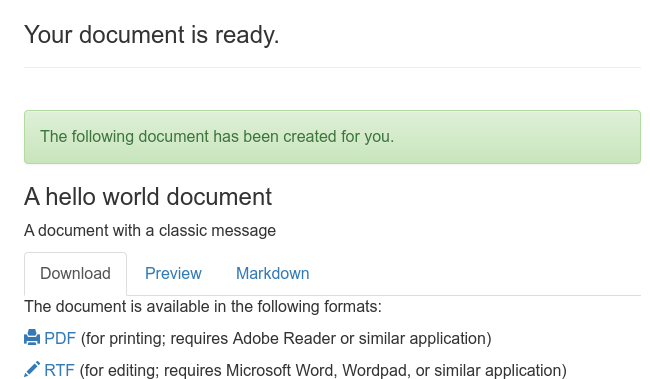 Your document is ready.
The following document has been created for you.
A hello world document
A document with a classic message
Download Preview Markdown
The document is available in the following formats:
PDF (for printing; requires Adobe Reader or similar application)
RTF (for editing; requires Microsoft Word, Wordpad, or similar application)